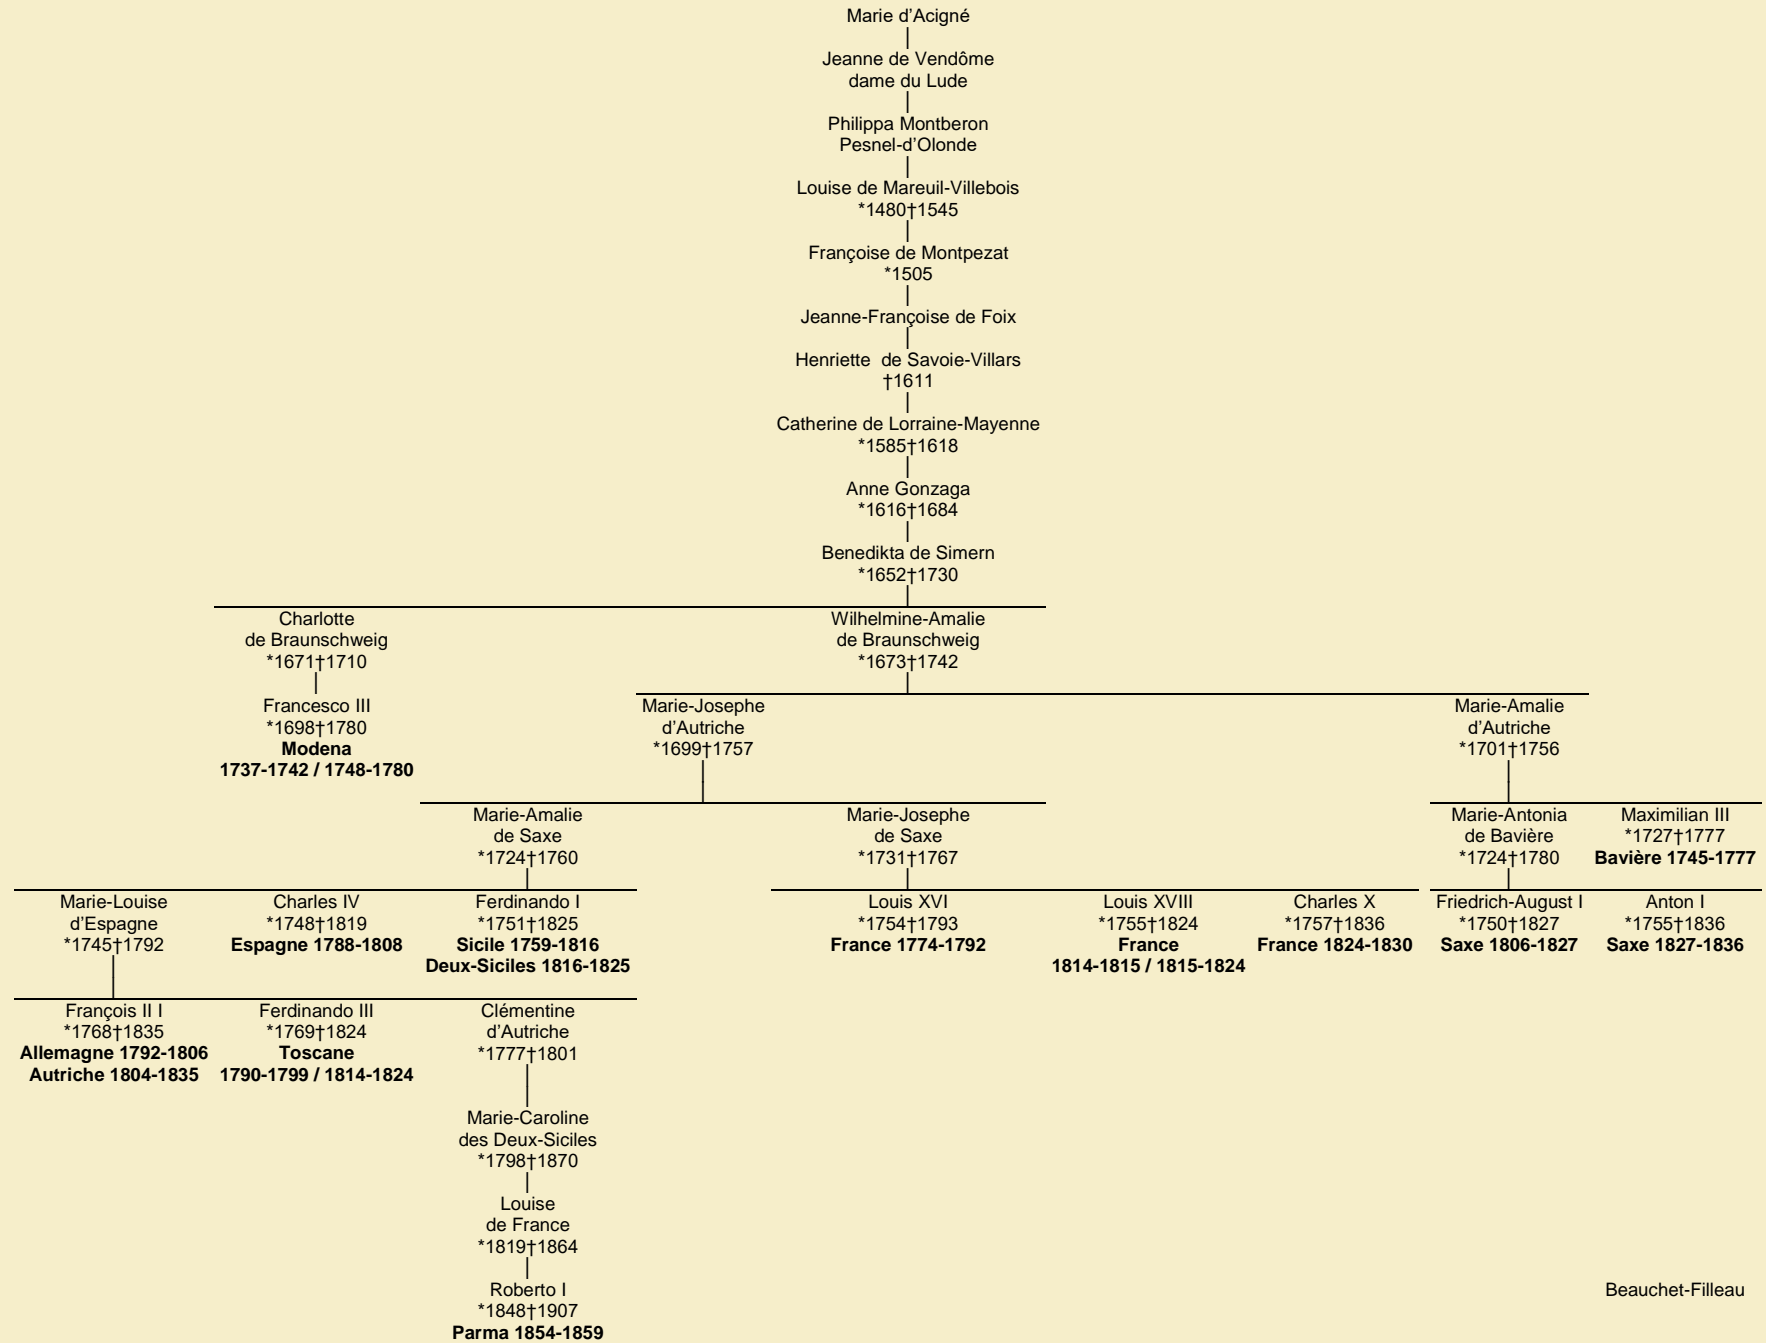 Marie d'Acigné
Jeanne de Vendôme
dame du Lude
Philippa Montberon
Pesnel-d'Olonde
Louise de Mareuil-Villebois
*1480†1545
Françoise de Montpezat
*1505
Jeanne-Françoise de Foix
Henriette de Savoie-Villars
†1611
Catherine de Lorraine-Mayenne
*1585†1618
Anne Gonzaga
*1616†1684
Benedikta de Simern
*1652†1730
Charlotte
de Braunschweig
*1671†1710
Wilhelmine-Amalie
de Braunschweig
*1673†1742
Francesco III
*1698†1780
Modena
1737-1742 / 1748-1780
Marie-Josephe
d'Autriche
*1699†1757
Marie-Amalie
d'Autriche
*1701†1756
Marie-Amalie
de Saxe
*1724†1760
Marie-Josephe
de Saxe
*1731†1767
Marie-Antonia
de Bavière
*1724†1780
Maximilian III
*1727†1777
Bavière 1745-1777
Marie-Louise
d'Espagne
*1745†1792
Charles IV
*1748†1819
Espagne 1788-1808
Ferdinando I
*1751†1825
Sicile 1759-1816
Deux-Siciles 1816-1825
Louis XVI
*1754†1793
France 1774-1792
Louis XVIII
*1755†1824
France
1814-1815 / 1815-1824
Charles X
*1757†1836
France 1824-1830
Friedrich-August I
*1750†1827
Saxe 1806-1827
Anton I
*1755†1836
Saxe 1827-1836
François II I
*1768†1835
Allemagne 1792-1806
Autriche 1804-1835
Ferdinando III
*1769†1824
Toscane
1790-1799 / 1814-1824
Clémentine
d'Autriche
*1777†1801
Marie-Caroline
des Deux-Siciles
*1798†1870
Louise
de France
*1819†1864
Roberto I
*1848†1907
Parma 1854-1859
Beauchet-Filleau